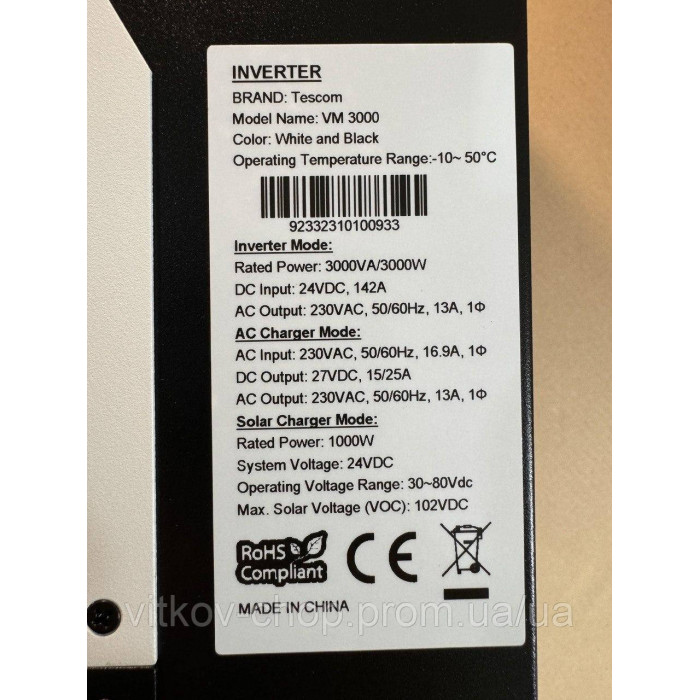 INVERTER
BRAND: Tescom
Model Name: VM 3000
Color: White and Black
Operating Temperature Range:-10~ 50°C
92332310100933
Inverter Mode:
Rated Power: 3000VA/3000W
DC Input: 24VDC, 142A
AC Output: 230VAC, 50/60Hz, 13A, 1Φ
AC Charger Mode:
AC Input: 230VAC, 50/60Hz, 16.9A, 1Φ
DC Output: 27VDC, 15/25A
AC Output: 230VAC, 50/60Hz, 13A, 1Φ
Solar Charger Mode:
Rated Power: 1000W
System Voltage: 24VDC
Operating Voltage Range: 30~80Vdc
Max. Solar Voltage (VOC): 102VDC
RoHS
Compliant
CE
MADE IN CHINA
vitkov-chop.prom.ua/ua